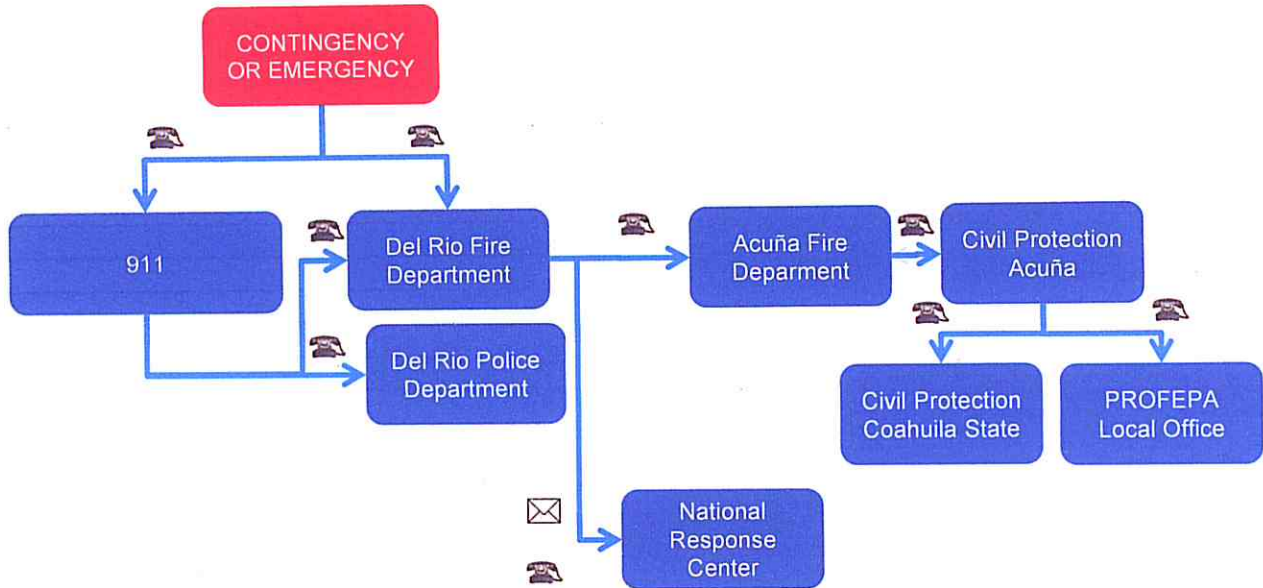 CONTINGENCY
OR EMERGENCY
911
Del Rio Fire
Department
Acuña Fire
Deparment
Civil Protection
Acuña
Del Rio Police
Department
Civil Protection
Coahuila State
PROFEPA
Local Office
National
Response
Center